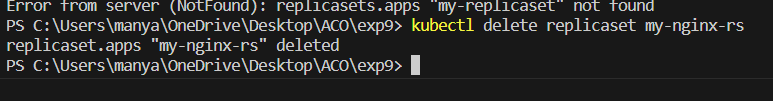 Error from server (NotFound): replicasets.apps "my-replicaset" not found
PS C:\Users\manya\OneDrive\Desktop\ACO\exp9> kubectl delete replicaset my-nginx-rs
replicaset.apps "my-nginx-rs" deleted
PS C:\Users\manya\OneDrive\Desktop\ACO\exp9>